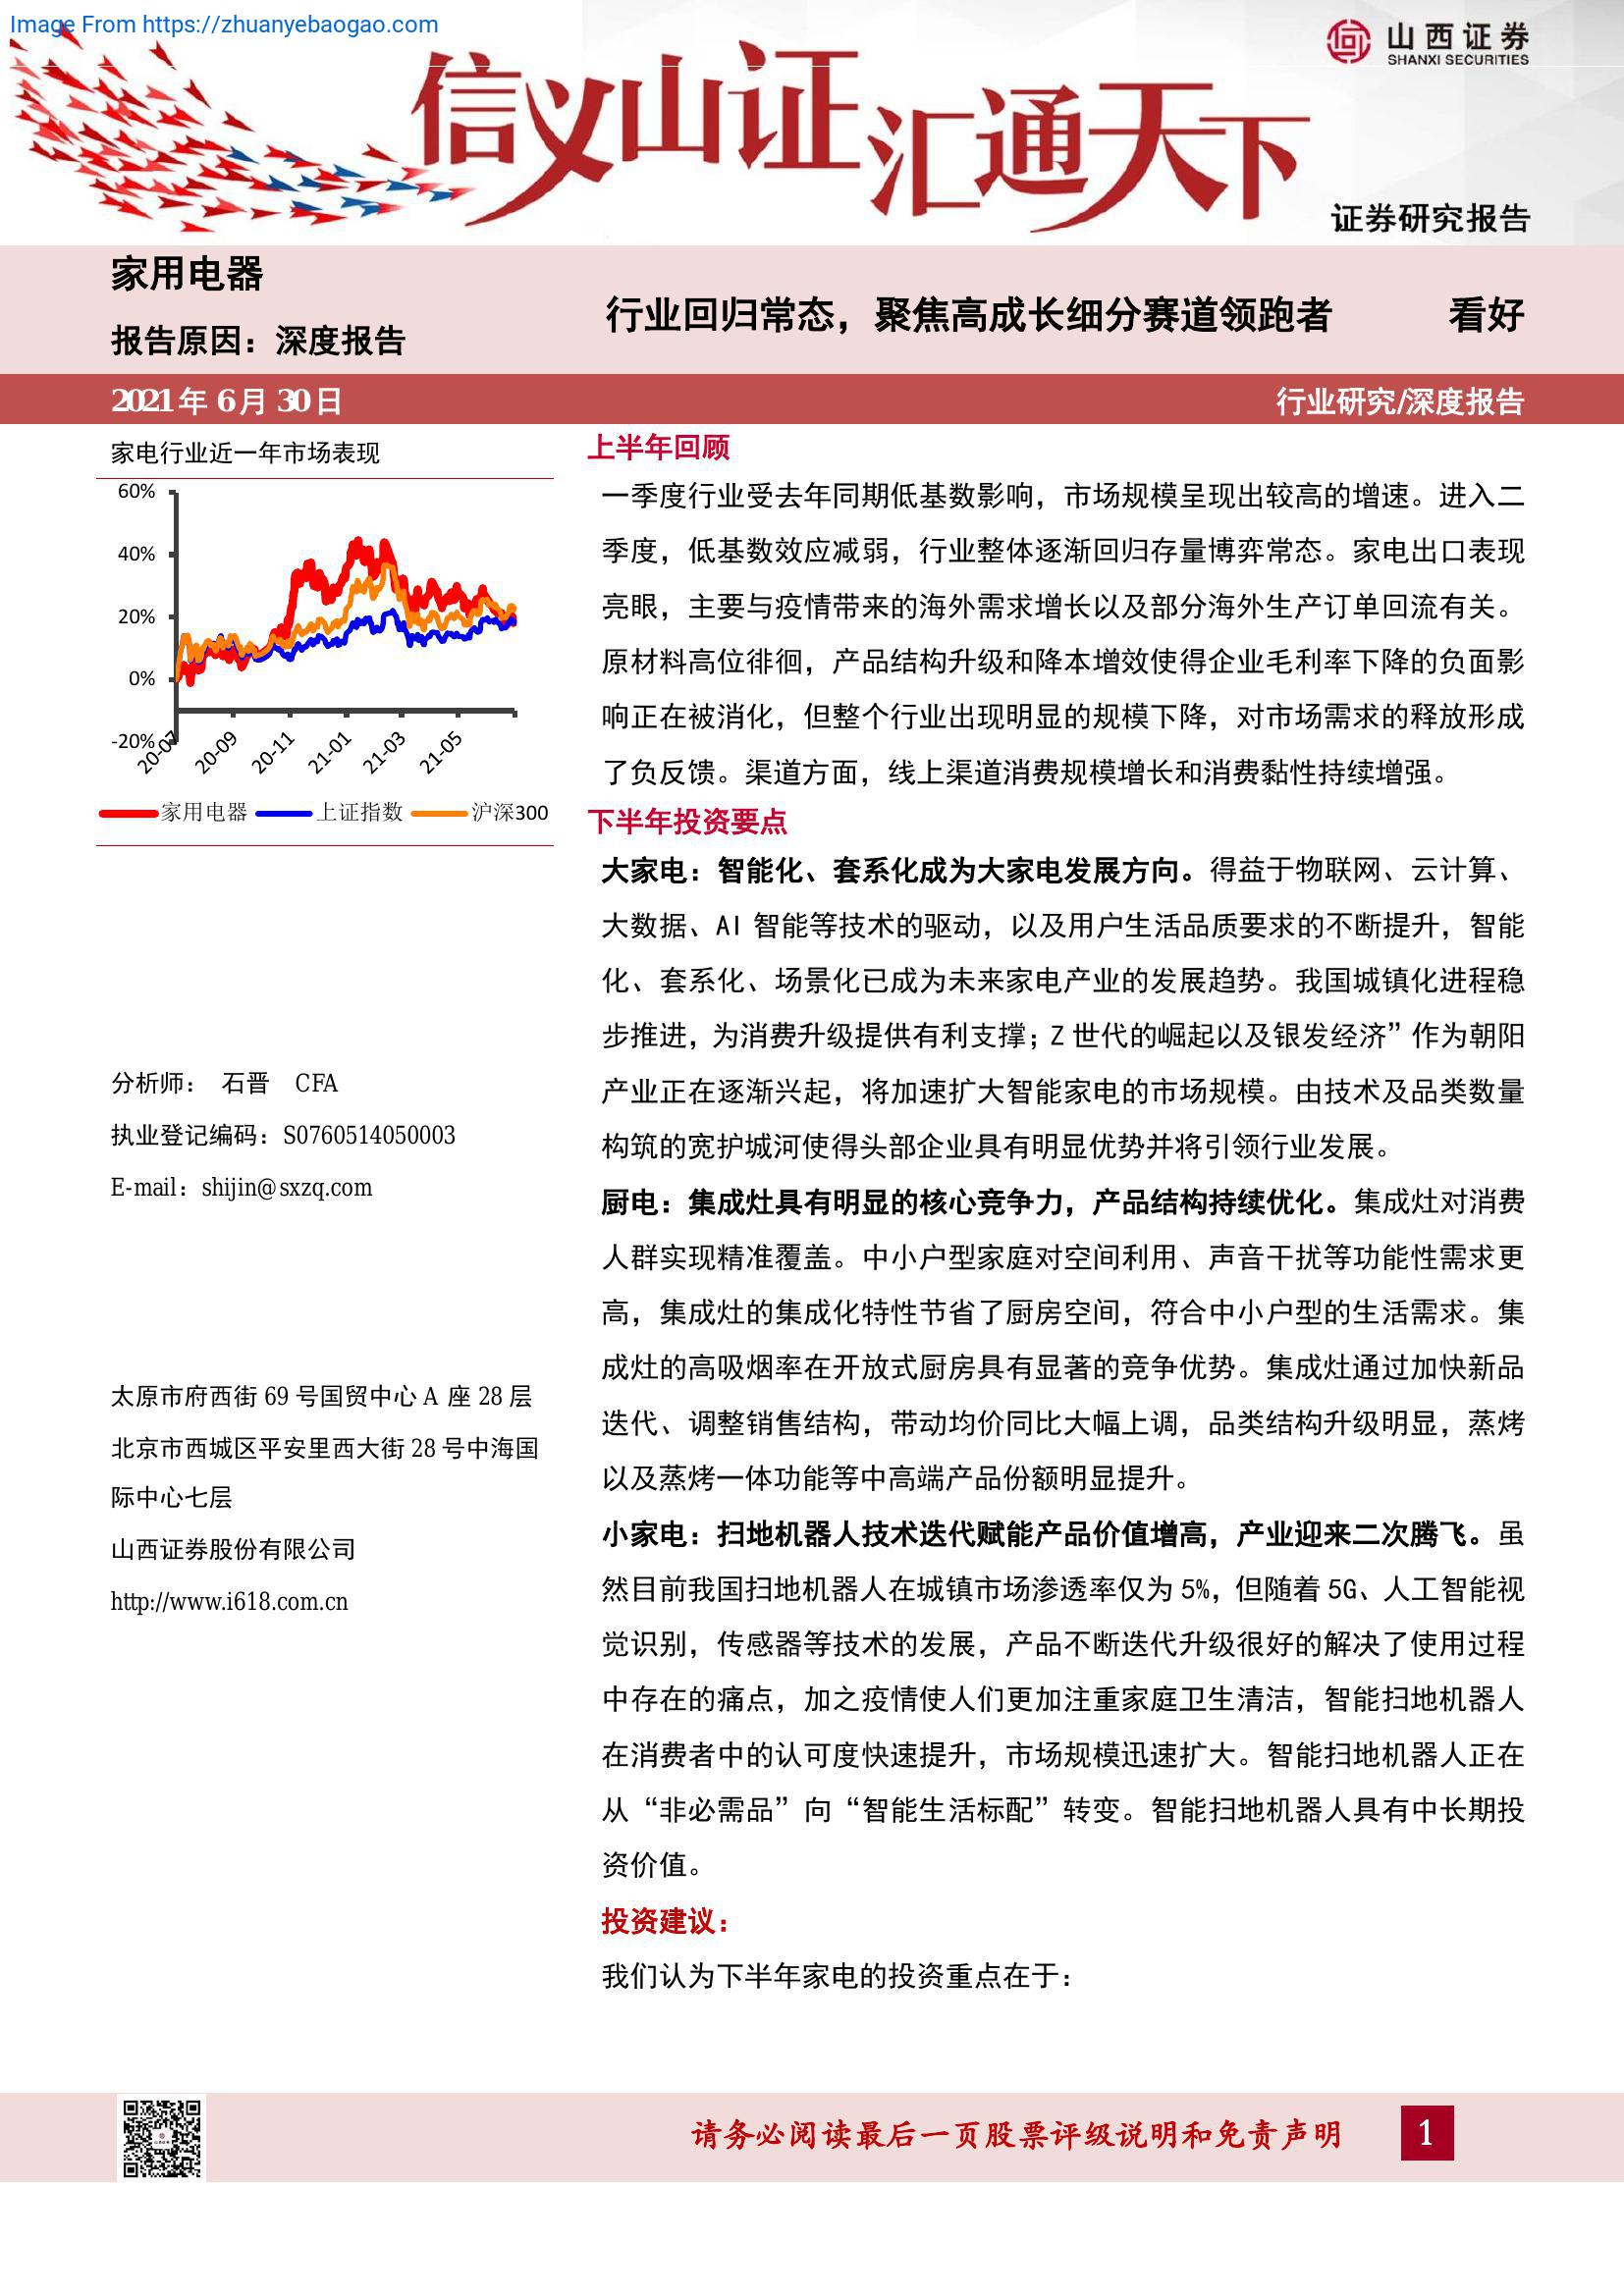 Image From https://zhuanyebaogao.com
信义山证汇通天下
山西证券
SHANXI SECURITIES
证券研究报告
家用电器
报告原因：深度报告
行业回归常态，聚焦高成长细分赛道领跑者 看好
2021 年 6 月 30 日
行业研究/深度报告
家电行业近一年市场表现
60%
40%
20%
0%
-20%
20-07 20-09 20-11 21-01 21-03 21-05
家用电器 上证指数 沪深300
分析师： 石晋 CFA
执业登记编码：S0760514050003
E-mail：shijin@sxzq.com
太原市府西街 69 号国贸中心 A 座 28 层
北京市西城区平安里西大街 28 号中海国
际中心七层
山西证券股份有限公司
http://www.i618.com.cn
上半年回顾
一季度行业受去年同期低基数影响，市场规模呈现出较高的增速。进入二
季度，低基数效应减弱，行业整体逐渐回归存量博弈常态。家电出口表现
亮眼，主要与疫情带来的海外需求增长以及部分海外生产订单回流有关。
原材料高位徘徊，产品结构升级和降本增效使得企业毛利率下降的负面影
响正在被消化，但整个行业出现明显的规模下降，对市场需求的释放形成
了负反馈。渠道方面，线上渠道消费规模增长和消费黏性持续增强。
下半年投资要点
大家电：智能化、套系化成为大家电发展方向。得益于物联网、云计算、
大数据、AI 智能等技术的驱动，以及用户生活品质要求的不断提升，智能
化、套系化、场景化已成为未来家电产业的发展趋势。我国城镇化进程稳
步推进，为消费升级提供有利支撑；Z 世代的崛起以及银发经济”作为朝阳
产业正在逐渐兴起，将加速扩大智能家电的市场规模。由技术及品类数量
构筑的宽护城河使得头部企业具有明显优势并将引领行业发展。
厨电：集成灶具有明显的核心竞争力，产品结构持续优化。集成灶对消费
人群实现精准覆盖。中小户型家庭对空间利用、声音干扰等功能性需求更
高，集成灶的集成化特性节省了厨房空间，符合中小户型的生活需求。集
成灶的高吸烟率在开放式厨房具有显著的竞争优势。集成灶通过加快新品
迭代、调整销售结构，带动均价同比大幅上调，品类结构升级明显，蒸烤
以及蒸烤一体功能等中高端产品份额明显提升。
小家电：扫地机器人技术迭代赋能产品价值增高，产业迎来二次腾飞。虽
然目前我国扫地机器人在城镇市场渗透率仅为 5%，但随着 5G、人工智能视
觉识别，传感器等技术的发展，产品不断迭代升级很好的解决了使用过程
中存在的痛点，加之疫情使人们更加注重家庭卫生清洁，智能扫地机器人
在消费者中的认可度快速提升，市场规模迅速扩大。智能扫地机器人正在
从“非必需品”向“智能生活标配”转变。智能扫地机器人具有中长期投
资价值。
投资建议：
我们认为下半年家电的投资重点在于：
请务必阅读最后一页股票评级说明和免责声明
1